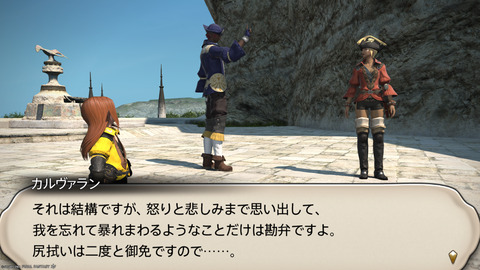 カルヴァラン
それは結構ですが、怒りと悲しみまで思い出して、
我を忘れて暴れまわるようなことだけは勘弁ですよ。
尻拭いは二度と御免ですので……。